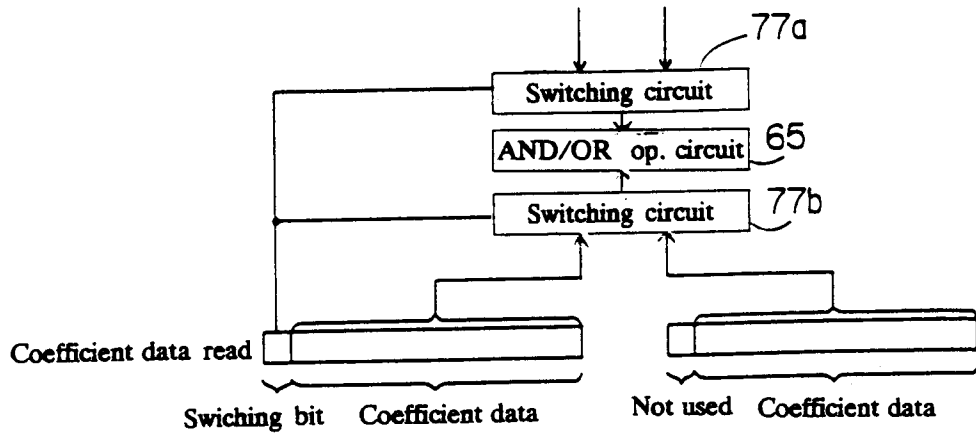 77a
Switching circuit
AND/OR op. circuit
65
Switching circuit
77b
Coefficient data read
Swiching bit
Coefficient data
Not used
Coefficient data